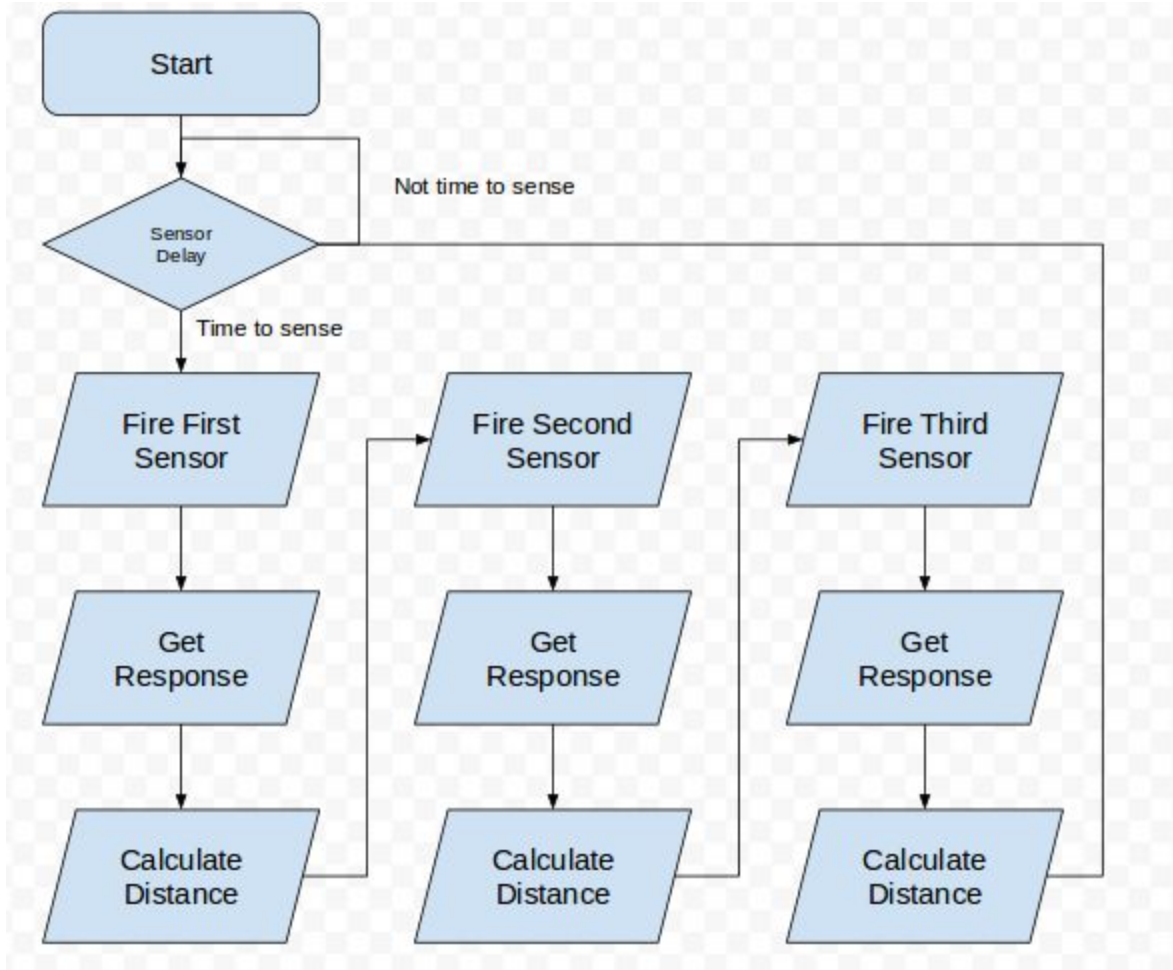 Start
Not time to sense
Sensor
Delay
Time to sense
Fire First
Sensor
Fire Second
Sensor
Fire Third
Sensor
Get
Response
Get
Response
Get
Response
Calculate
Distance
Calculate
Distance
Calculate
Distance